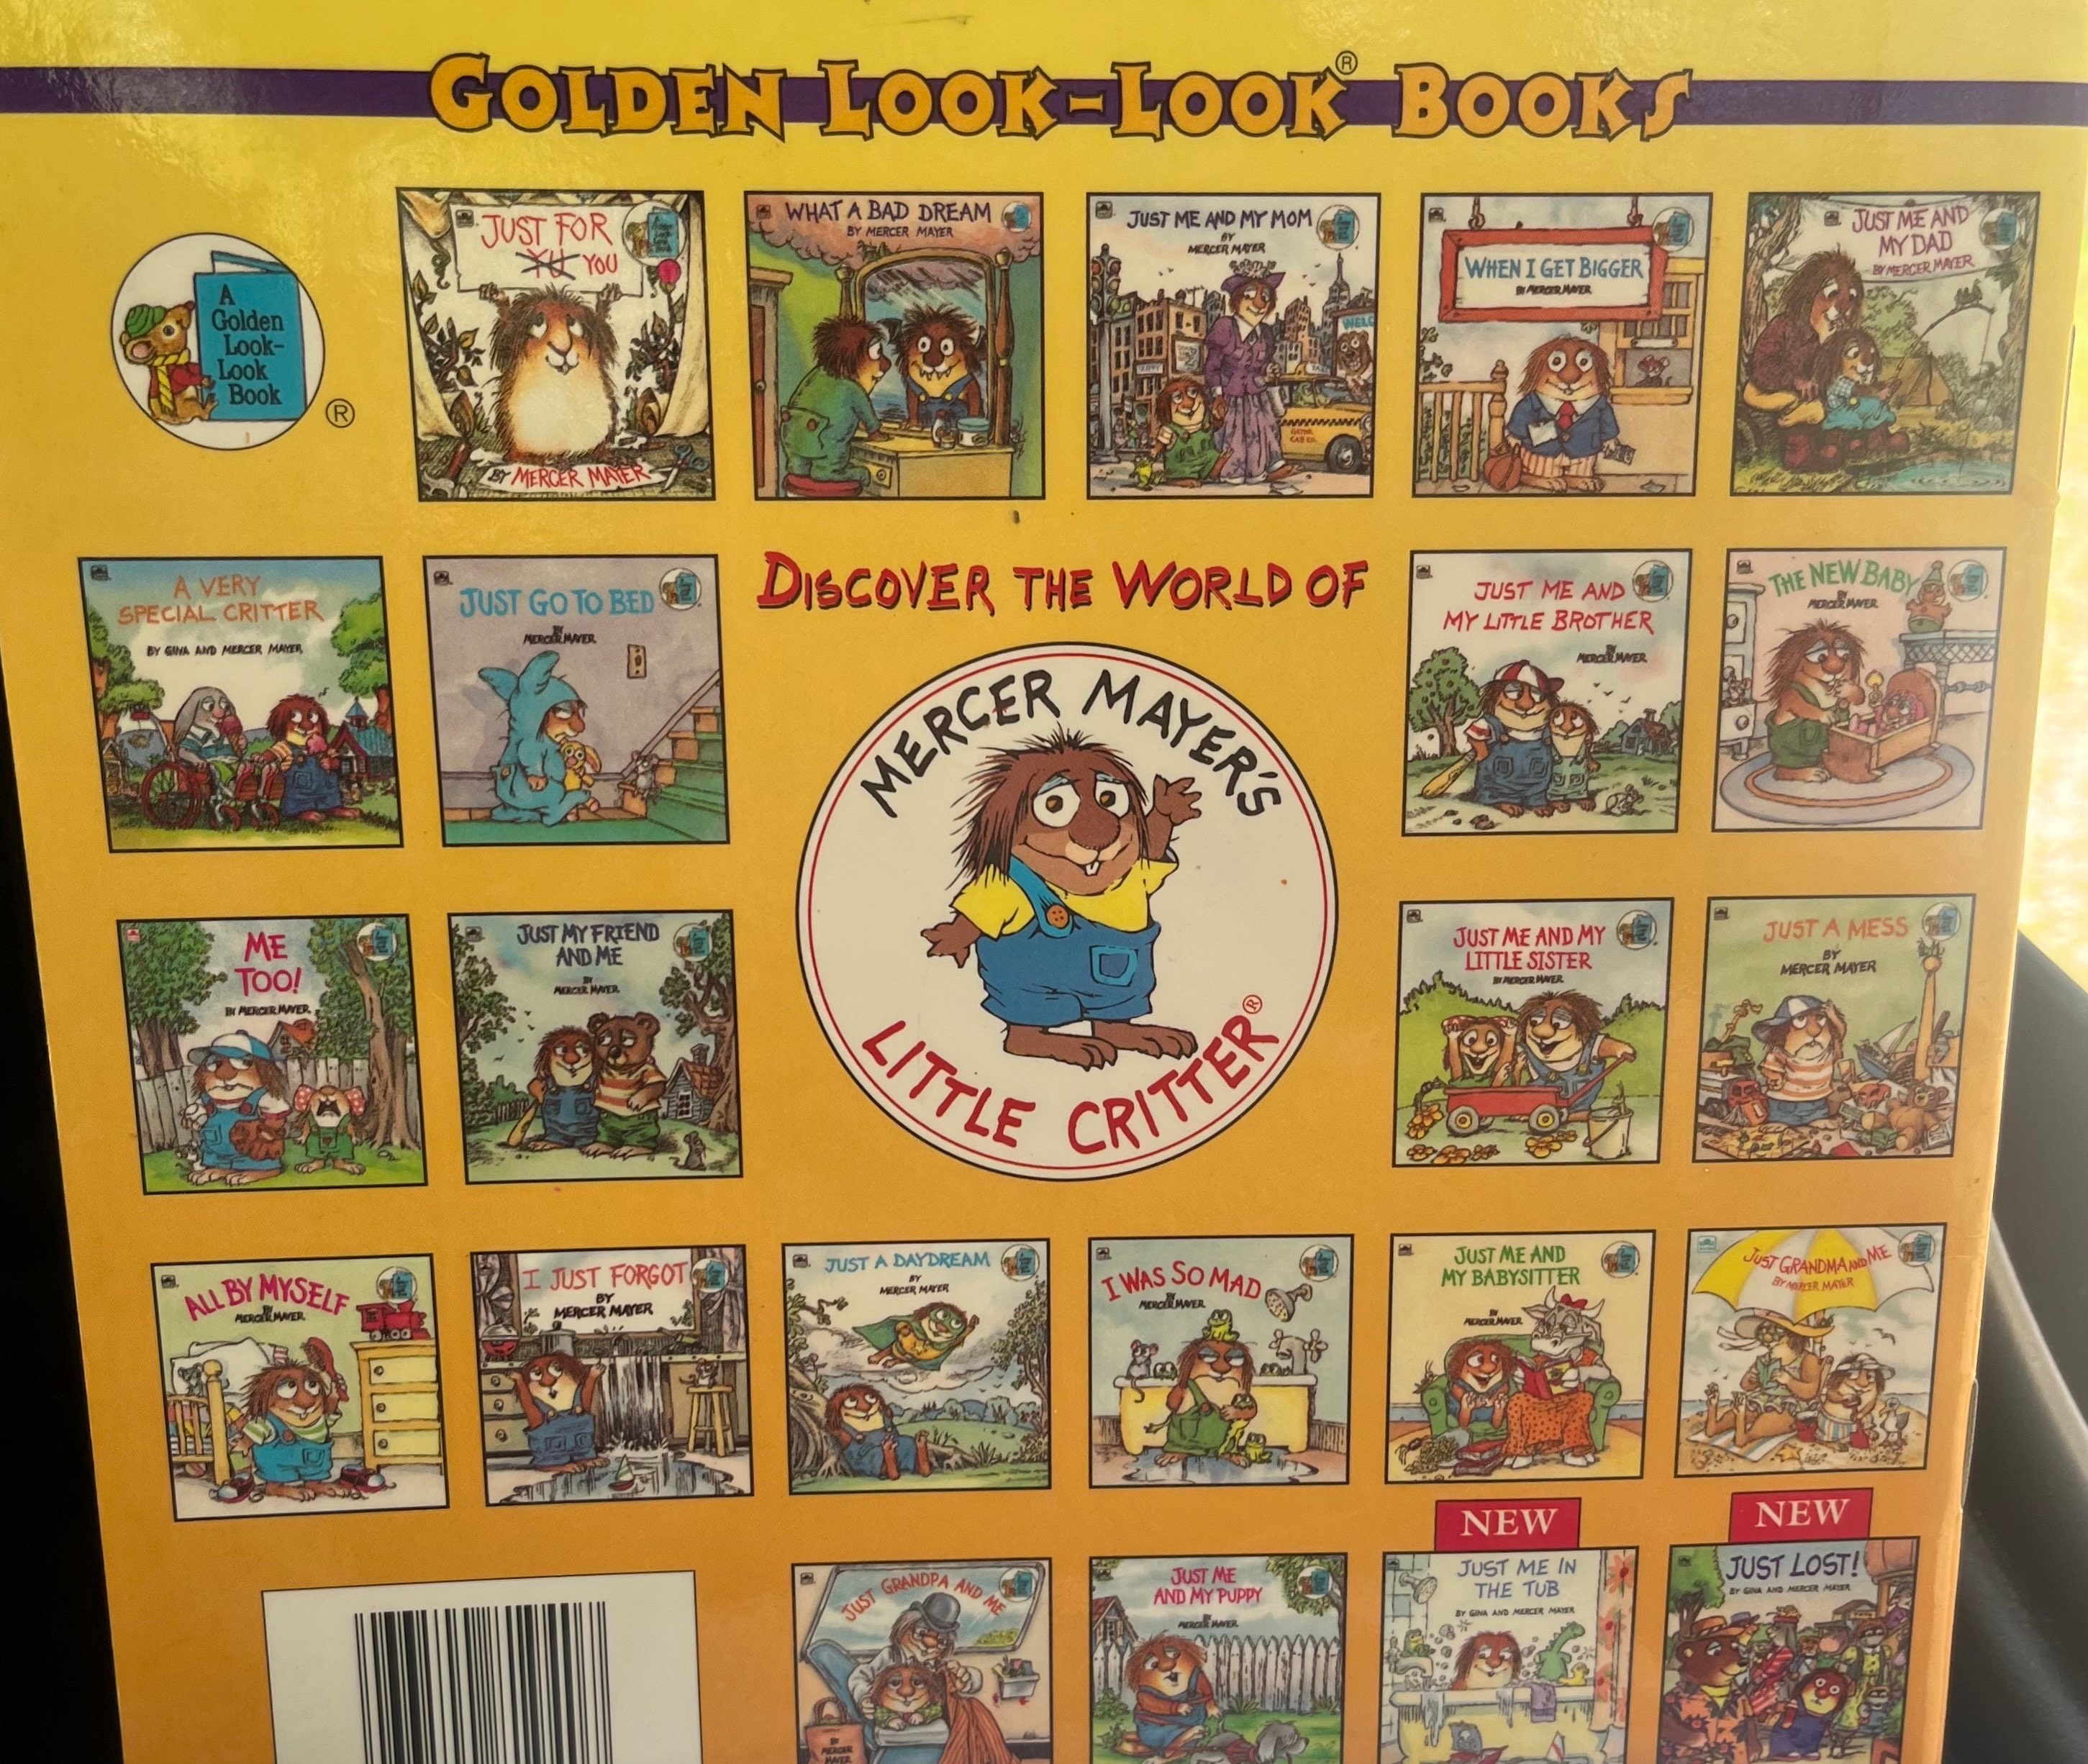 GOLDEN LOOK-LOOK® BOOKS
A
Golden
Look-
Look
Book
®
JUST FOR
YU YOU
BY MERCER MAYER
WHAT A BAD DREAM
BY MERCER MAYER
JUST ME AND MY MOM
BY
MERCER MAYER
WELC
TAXI
CAB CO.
WHEN I GET BIGGER
BY MERCER MAYER
JUST ME AND
MY DAD
BY MERCER MAYER
A VERY
SPECIAL CRITTER
BY GINA AND MERCER MAYER
JUST GO TO BED
BY
MERCER MAYER
DISCOVER THE WORLD OF
MERCER MAYER'S
LITTLE CRITTER®
JUST ME AND
MY LITTLE BROTHER
BY
MERCER MAYER
THE NEW BABY
BY
MERCER MAYER
ME
TOO!
BY MERCER MAYER
JUST MY FRIEND
AND ME
BY
MERCER MAYER
JUST ME AND MY
LITTLE SISTER
BY MERCER MAYER
JUST A MESS
BY
MERCER MAYER
ALL BY MYSELF
BY
MERCER MAYER
I JUST FORGOT
BY
MERCER MAYER
JUST A DAYDREAM
BY
MERCER MAYER
I WAS SO MAD
BY
MERCER MAYER
JUST ME AND
MY BABYSITTER
BY
MERCER MAYER
JUST GRANDMA AND ME
BY MERCER MAYER
JUST GRANDPA AND ME
BY
MERCER
MAYER
JUST ME
AND MY PUPPY
BY
MERCER MAYER
NEW
JUST ME IN
THE TUB
BY GINA AND MERCER MAYER
NEW
JUST LOST!
BY GINA AND MERCER MAYER